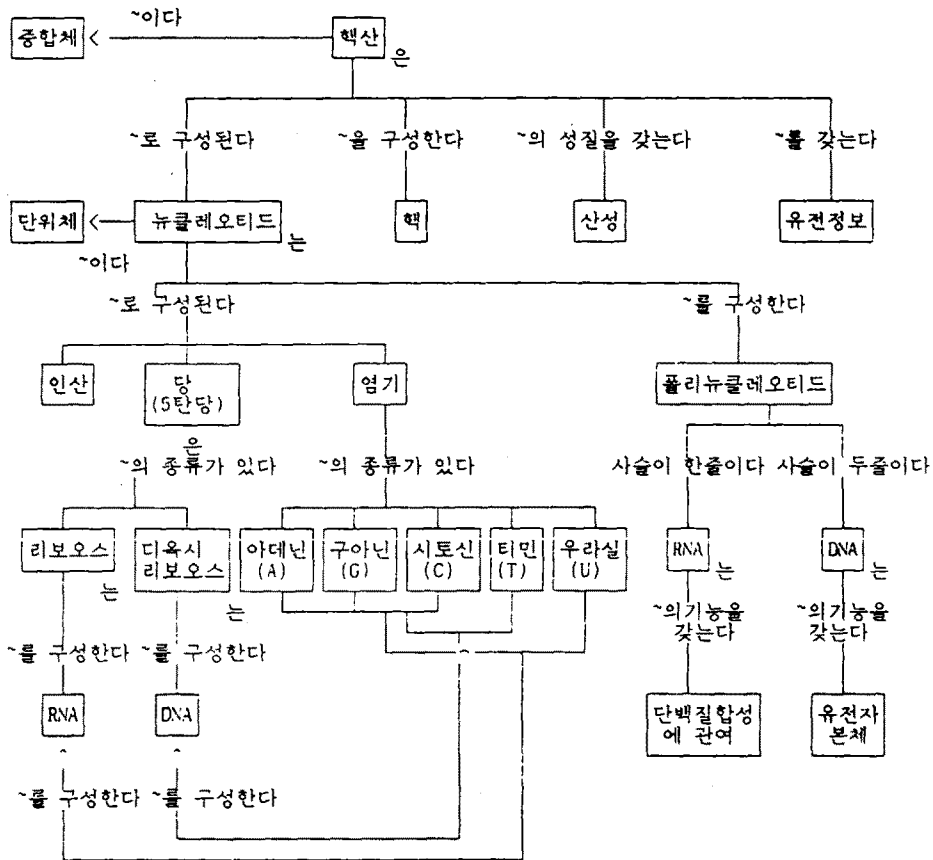 ~이다
중합체
핵산
은
~로 구성된다
~을 구성한다
~의 성질을 갖는다
~를 갖는다
단위체
뉴클레오티드
는
핵
산성
유전정보
~이다
~로 구성된다
~를 구성한다
인산
당
(5탄당)
염기
폴리뉴클레오티드
은
~의 종류가 있다
~의 종류가 있다
사슬이 한줄이다
사슬이 두줄이다
리보오스
는
디옥시
리보오스
는
아데닌
(A)
구아닌
(G)
시토신
(C)
티민
(T)
우라실
(U)
RNA
는
DNA
는
~의기능을
갖는다
~의기능을
갖는다
~를 구성한다
~를 구성한다
RNA
DNA
단백질합성
에 관여
유전자
본체
~를 구성한다
~를 구성한다